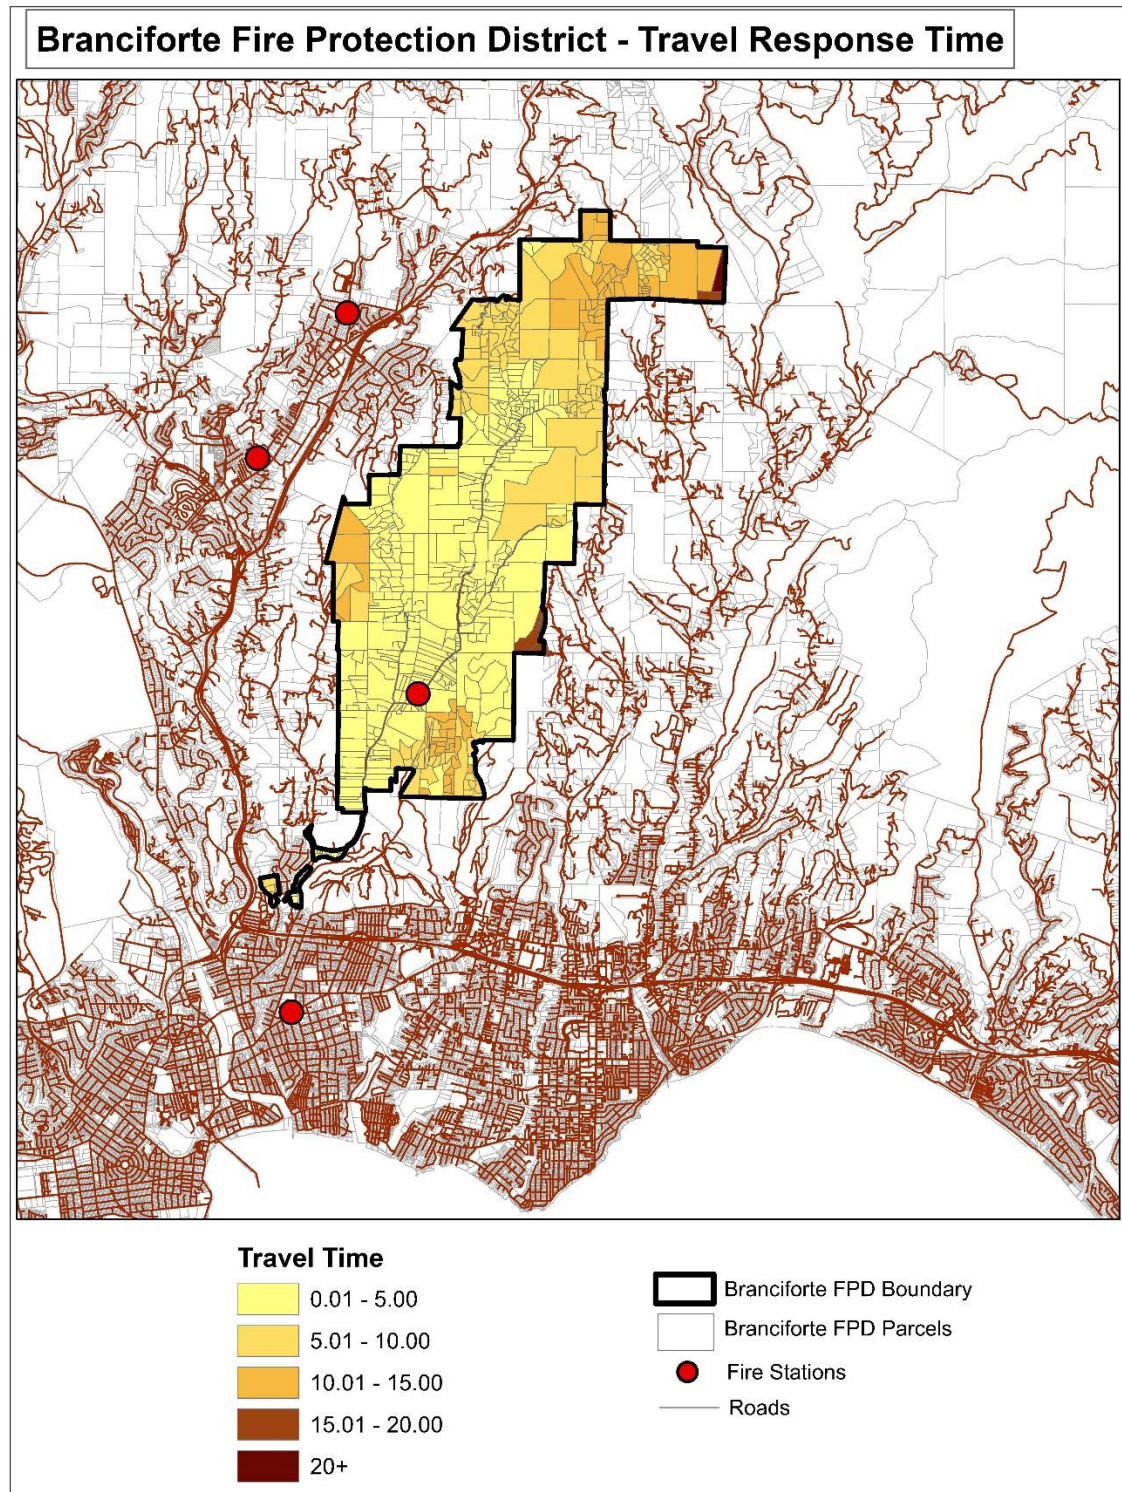 Branciforte Fire Protection District - Travel Response Time
Travel Time
0.01 - 5.00
5.01 - 10.00
10.01 - 15.00
15.01 - 20.00
20+
Branciforte FPD Boundary
Branciforte FPD Parcels
Fire Stations
Roads